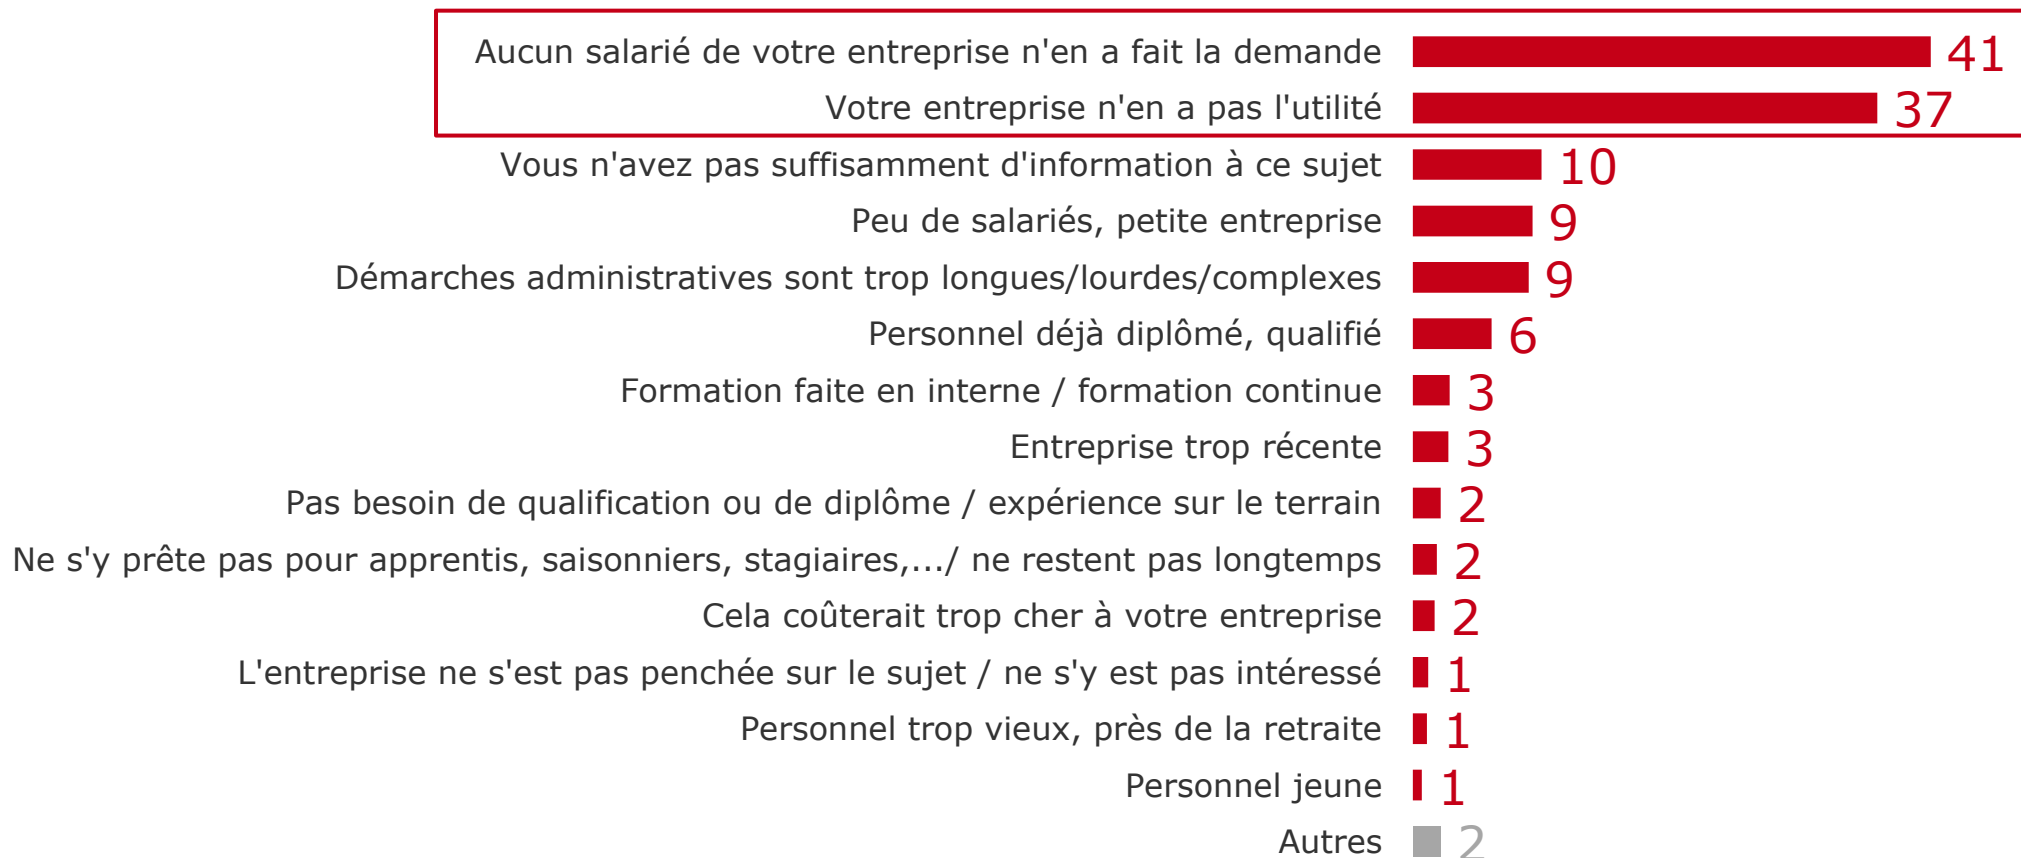 Aucun salarié de votre entreprise n'en a fait la demande 41
Votre entreprise n'en a pas l'utilité 37
Vous n'avez pas suffisamment d'information à ce sujet 10
Peu de salariés, petite entreprise 9
Démarches administratives sont trop longues/lourdes/complexes 9
Personnel déjà diplômé, qualifié 6
Formation faite en interne / formation continue 3
Entreprise trop récente 3
Pas besoin de qualification ou de diplôme / expérience sur le terrain 2
Ne s'y prête pas pour apprentis, saisonniers, stagiaires,.../ ne restent pas longtemps 2
Cela coûterait trop cher à votre entreprise 2
L'entreprise ne s'est pas penchée sur le sujet / ne s'y est pas intéressé 1
Personnel trop vieux, près de la retraite 1
Personnel jeune 1
Autres 2